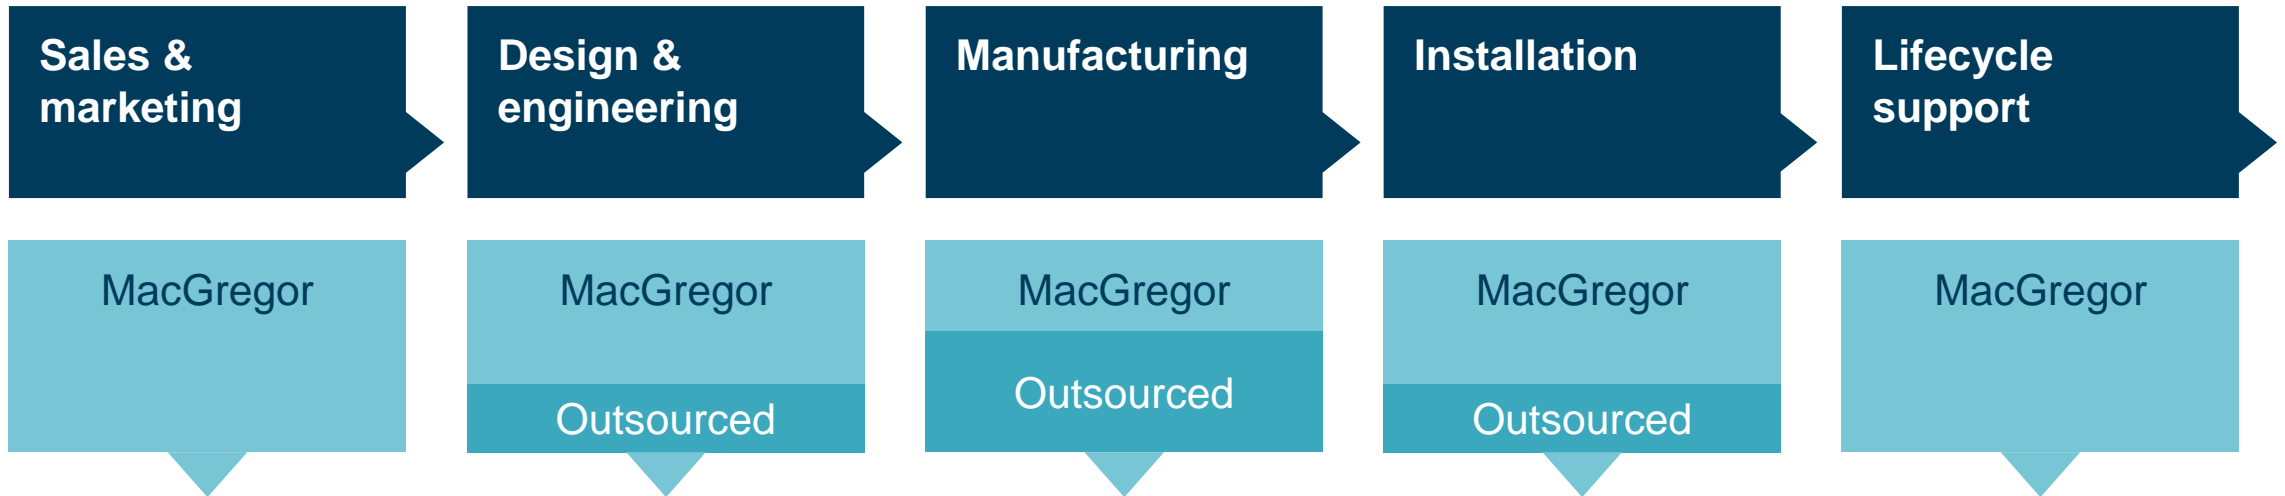 Sales &
marketing
Design &
engineering
Manufacturing
Installation
Lifecycle
support
MacGregor
MacGregor
Outsourced
MacGregor
Outsourced
MacGregor
Outsourced
MacGregor